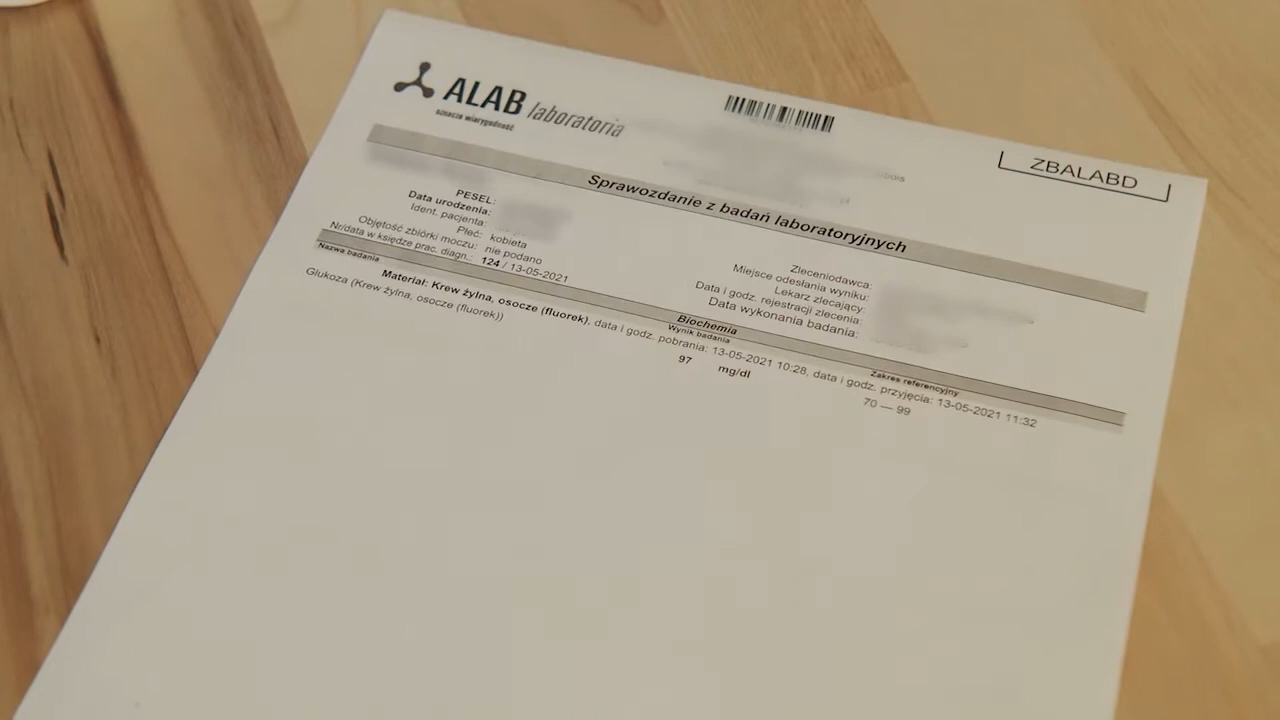 ALAB laboratoria
oznacza wiarygodność
ZBALABD
Sprawozdanie z badań laboratoryjnych
PESEL:
Data urodzenia:
Ident. pacjenta:
Płeć: kobieta
Objętość zbiórki moczu: nie podano
Nr/data w księdze prac. diagn.: 124 / 13-05-2021
Zleceniodawca:
Miejsce odesłania wyniku:
Lekarz zlecający:
Data i godz. rejestracji zlecenia:
Data wykonania badania:
Biochemia
Nazwa badania Wynik badania Zakres referencyjny
Materiał: Krew żylna, osocze (fluorek), data i godz. pobrania: 13-05-2021 10:28, data i godz. przyjęcia: 13-05-2021 11:32
Glukoza (Krew żylna, osocze (fluorek)) 97 mg/dl 70 — 99